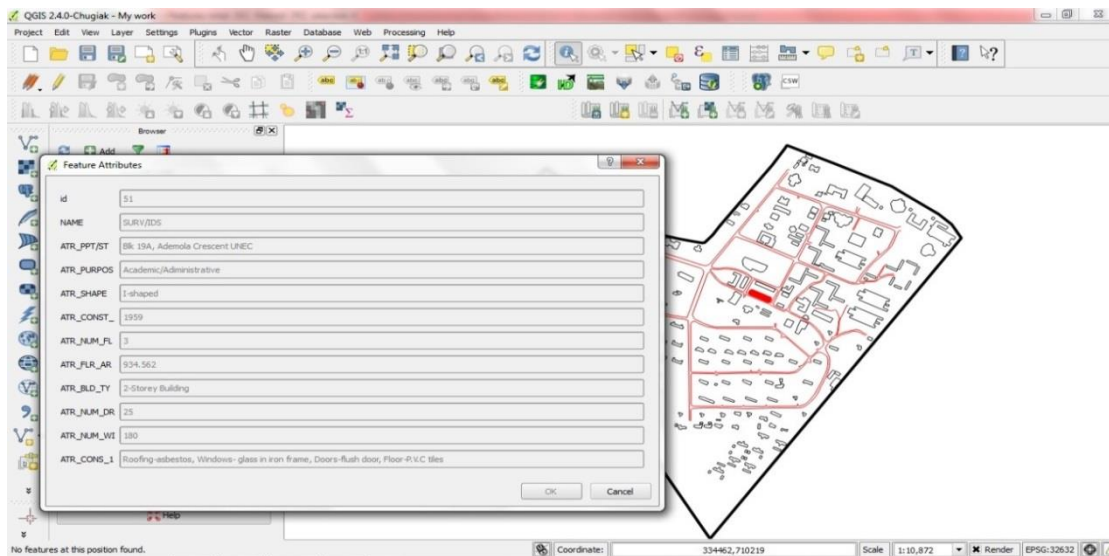 QGIS 2.4.0-Chugiak - My work
Project Edit View Layer Settings Plugins Vector Raster Database Web Processing Help
abc
CSW
Browser
Add
Feature Attributes
id 51
NAME SURV/IDS
ATR_PPT/ST Blk 19A, Ademola Crescent UNEC
ATR_PURPOS Academic/Administrative
ATR_SHAPE I-shaped
ATR_CONST_ 1959
ATR_NUM_FL 3
ATR_FLR_AR 934.562
ATR_BLD_TY 2-Storey Building
ATR_NUM_DR 25
ATR_NUM_WI 180
ATR_CONS_1 Roofing-asbestos, Windows- glass in iron frame, Doors-flush door, Floor-P.V.C tiles
OK Cancel
Help
No features at this position found. Coordinate: 334462,710219 Scale 1:10,872 Render EPSG:32632